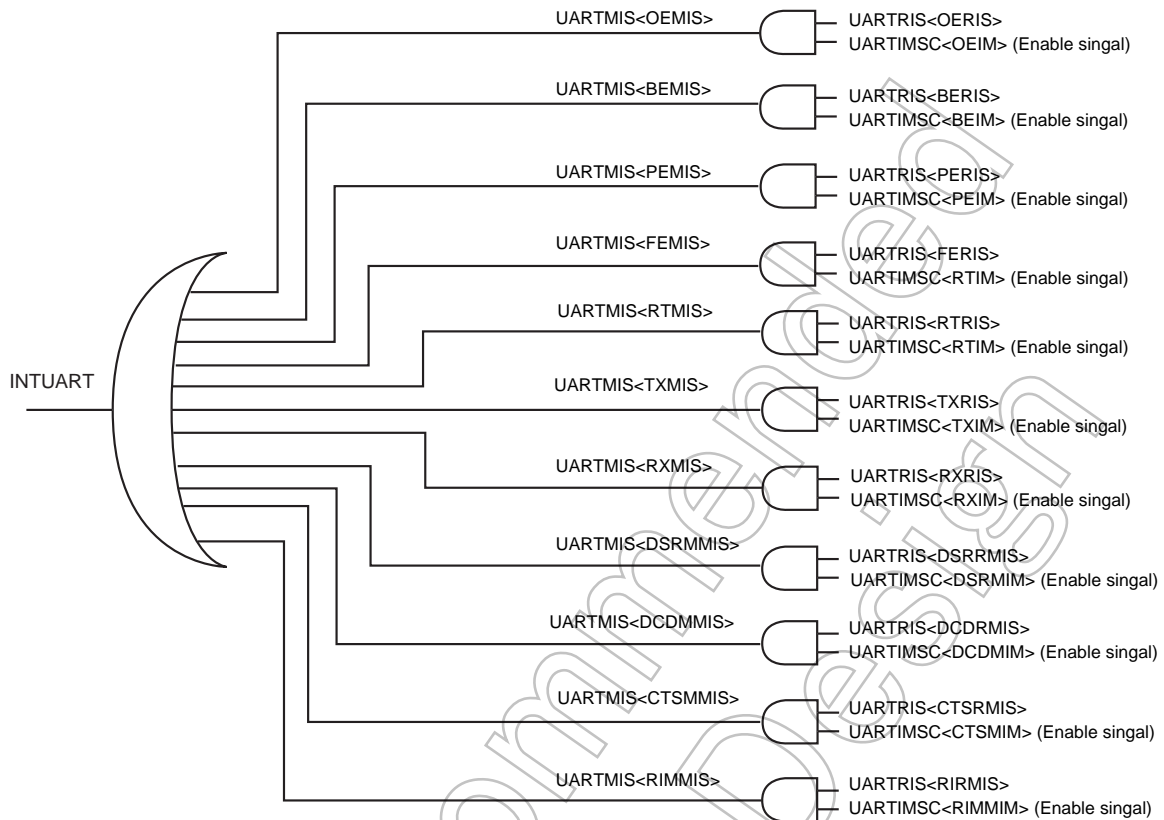 UARTMIS<OEMIS>
UARTRIS<OERIS>
UARTIMSC<OEIM> (Enable singal)
UARTMIS<BEMIS>
UARTRIS<BERIS>
UARTIMSC<BEIM> (Enable singal)
UARTMIS<PEMIS>
UARTRIS<PERIS>
UARTIMSC<PEIM> (Enable singal)
UARTMIS<FEMIS>
UARTRIS<FERIS>
UARTIMSC<RTIM> (Enable singal)
UARTMIS<RTMIS>
UARTRIS<RTRIS>
UARTIMSC<RTIM> (Enable singal)
INTUART
UARTMIS<TXMIS>
UARTRIS<TXRIS>
UARTIMSC<TXIM> (Enable singal)
UARTMIS<RXMIS>
UARTRIS<RXRIS>
UARTIMSC<RXIM> (Enable singal)
UARTMIS<DSRMMIS>
UARTRIS<DSRRMIS>
UARTIMSC<DSRMIM> (Enable singal)
UARTMIS<DCDMMIS>
UARTRIS<DCDRMIS>
UARTIMSC<DCDMIM> (Enable singal)
UARTMIS<CTSMMIS>
UARTRIS<CTSRMIS>
UARTIMSC<CTSMIM> (Enable singal)
UARTMIS<RIMMIS>
UARTRIS<RIRMIS>
UARTIMSC<RIMMIM> (Enable singal)
ommended
Design